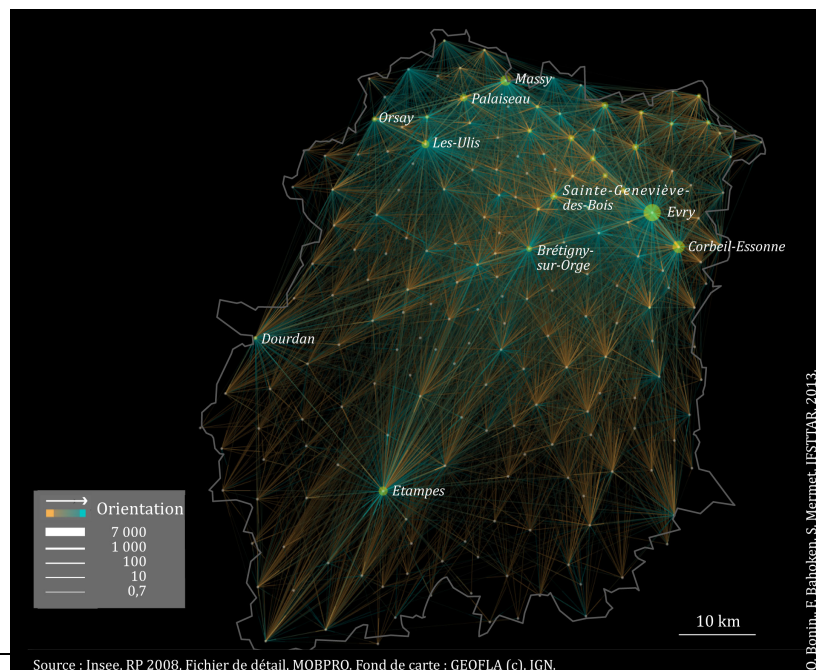 Massy
Palaiseau
Orsay
Les-Ulis
Sainte-Geneviève-
des-Bois
Evry
Corbeil-Essonne
Brétigny-
sur-Orge
Dourdan
Etampes
Orientation
7 000
1 000
100
10
0,7
10 km
O. Bonin, F. Bahoken, S. Mermet, IFSTTAR, 2013.
Source : Insee, RP 2008, Fichier de détail, MOBPRO, Fond de carte : GEOFLA (c), IGN.